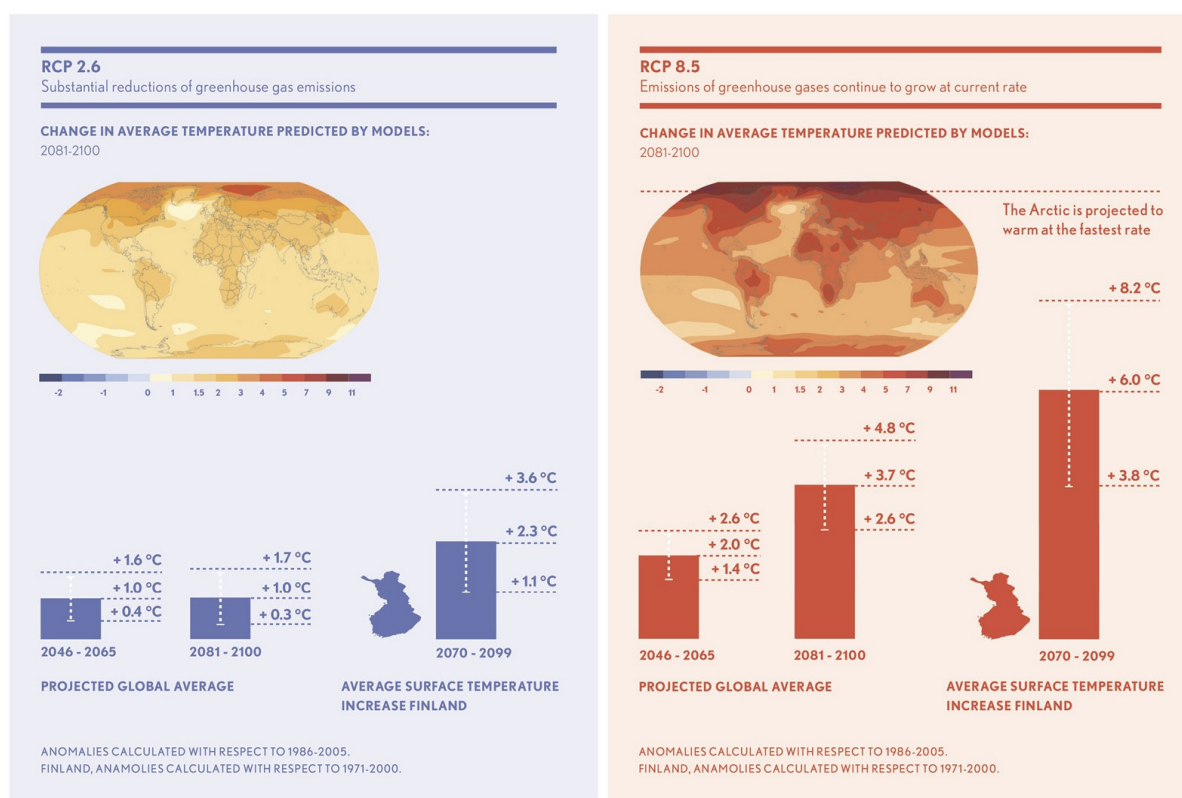 RCP 2.6
Substantial reductions of greenhouse gas emissions
CHANGE IN AVERAGE TEMPERATURE PREDICTED BY MODELS:
2081-2100
-2 -1 0 1 1.5 2 3 4 5 7 9 11
+ 1.6 °C
+ 1.0 °C
+ 0.4 °C
2046 - 2065
+ 1.7 °C
+ 1.0 °C
+ 0.3 °C
2081 - 2100
PROJECTED GLOBAL AVERAGE
+ 3.6 °C
+ 2.3 °C
+ 1.1 °C
2070 - 2099
AVERAGE SURFACE TEMPERATURE
INCREASE FINLAND
ANOMALIES CALCULATED WITH RESPECT TO 1986-2005.
FINLAND, ANAMOLIES CALCULATED WITH RESPECT TO 1971-2000.
RCP 8.5
Emissions of greenhouse gases continue to grow at current rate
CHANGE IN AVERAGE TEMPERATURE PREDICTED BY MODELS:
2081-2100
The Arctic is projected to
warm at the fastest rate
-2 -1 0 1 1.5 2 3 4 5 7 9 11
+ 2.6 °C
+ 2.0 °C
+ 1.4 °C
2046 - 2065
+ 4.8 °C
+ 3.7 °C
+ 2.6 °C
2081 - 2100
PROJECTED GLOBAL AVERAGE
+ 8.2 °C
+ 6.0 °C
+ 3.8 °C
2070 - 2099
AVERAGE SURFACE TEMPERATURE
INCREASE FINLAND
ANOMALIES CALCULATED WITH RESPECT TO 1986-2005.
FINLAND, ANAMOLIES CALCULATED WITH RESPECT TO 1971-2000.